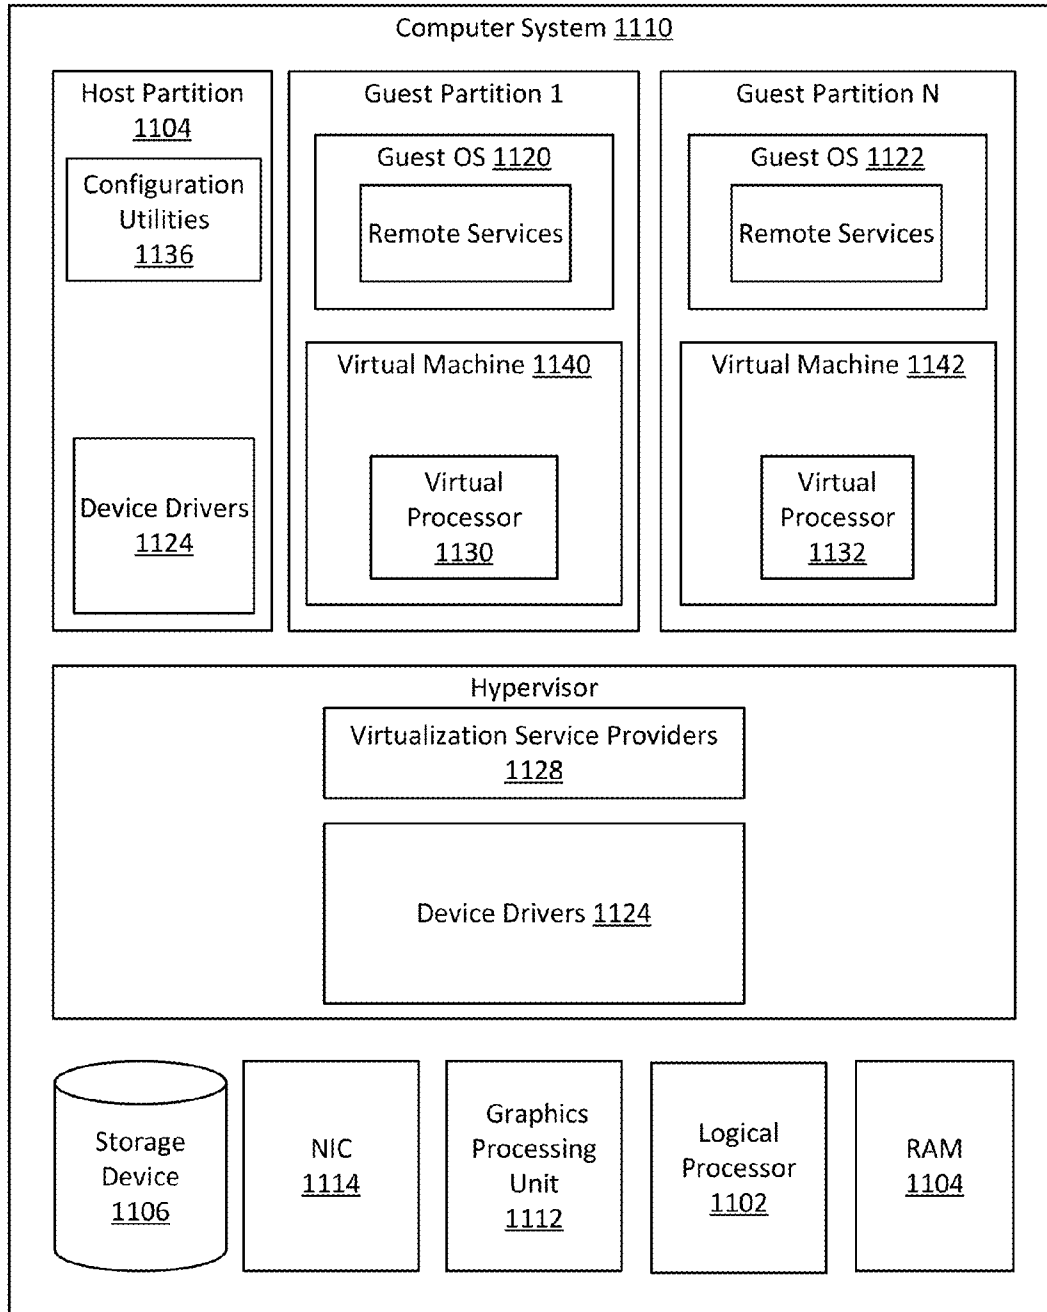 Computer System 1110
Host Partition
1104
Configuration
Utilities
1136
Device Drivers
1124
Guest Partition 1
Guest OS 1120
Remote Services
Virtual Machine 1140
Virtual
Processor
1130
Guest Partition N
Guest OS 1122
Remote Services
Virtual Machine 1142
Virtual
Processor
1132
Hypervisor
Virtualization Service Providers
1128
Device Drivers 1124
Storage
Device
1106
NIC
1114
Graphics
Processing
Unit
1112
Logical
Processor
1102
RAM
1104